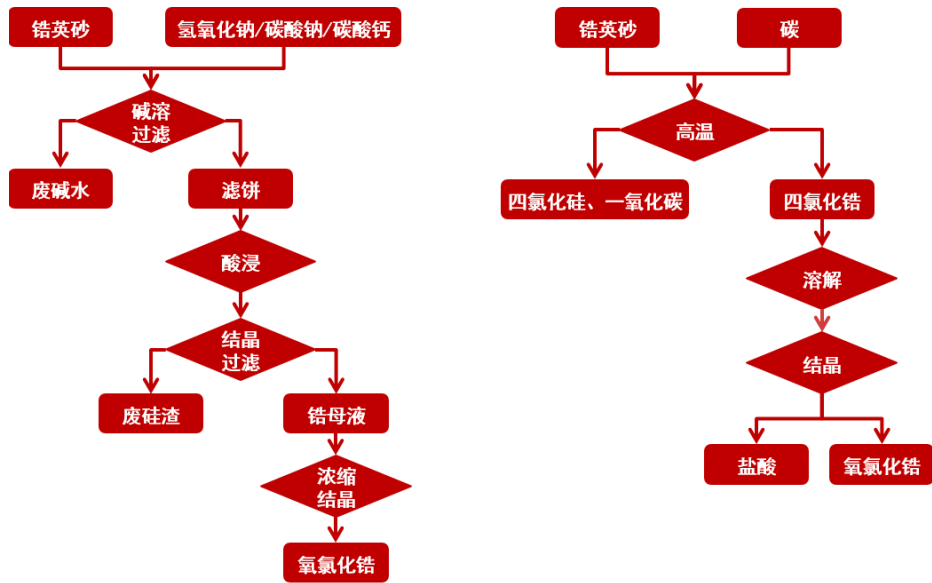 锆英砂
氢氧化钠/碳酸钠/碳酸钙
碱溶
过滤
废碱水
滤饼
酸浸
结晶
过滤
废硅渣
锆母液
浓缩
结晶
氧氯化锆
锆英砂
碳
高温
四氯化硅、一氧化碳
四氯化锆
溶解
结晶
盐酸
氧氯化锆